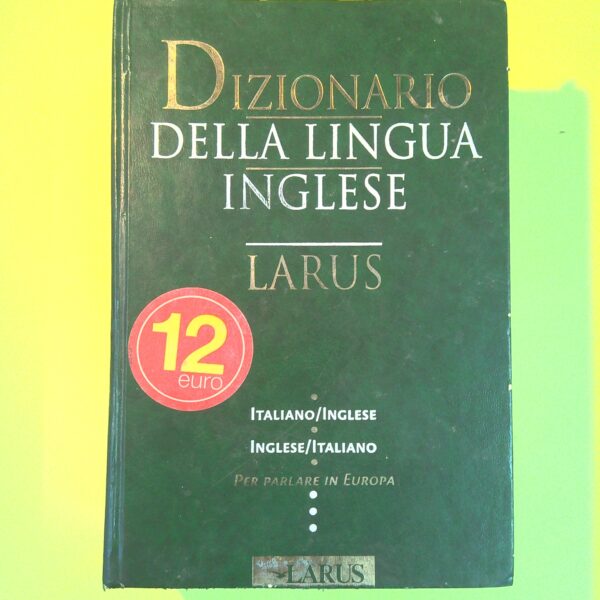 DIZIONARIO
DELLA LINGUA
INGLESE
LARUS
12
euro
ITALIANO/INGLESE
INGLESE/ITALIANO
PER PARLARE IN EUROPA
LARUS